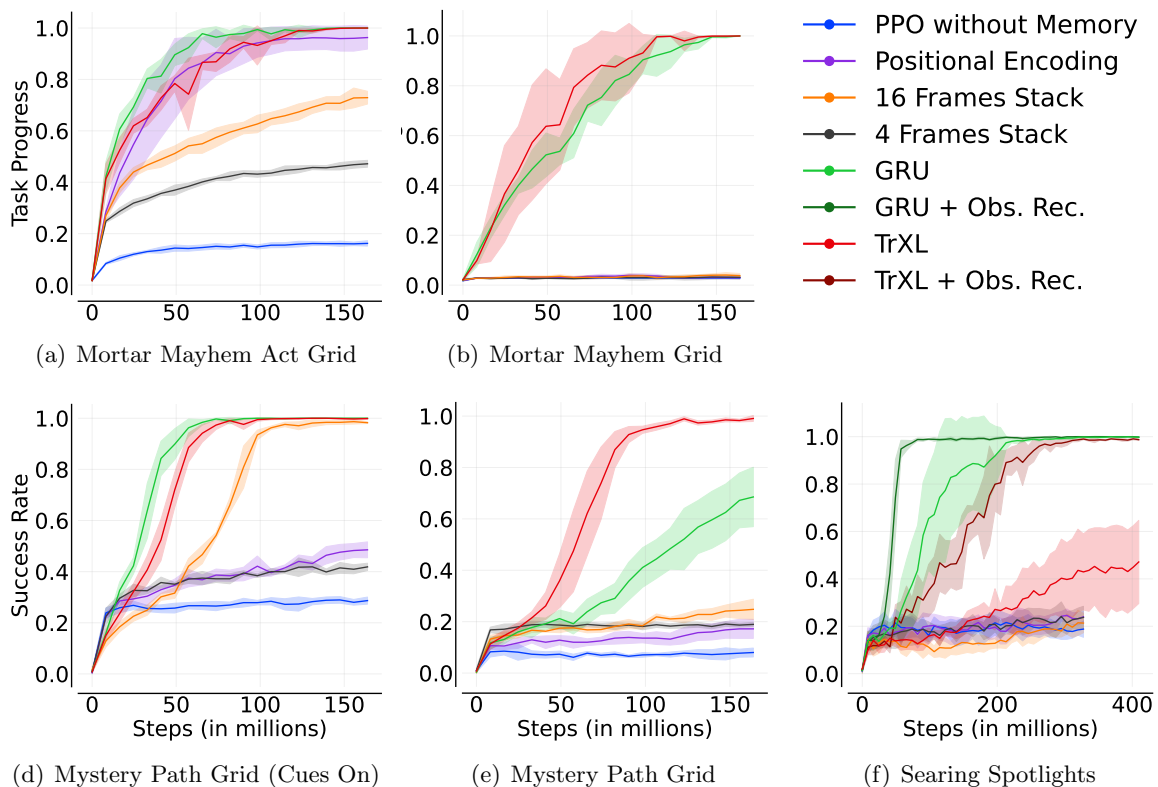 Task Progress
1.0
0.8
0.6
0.4
0.2
0.0
0 50 100 150
(a) Mortar Mayhem Act Grid
1.0
0.8
0.6
0.4
0.2
0.0
0 50 100 150
(b) Mortar Mayhem Grid
PPO without Memory
Positional Encoding
16 Frames Stack
4 Frames Stack
GRU
GRU + Obs. Rec.
TrXL
TrXL + Obs. Rec.
Success Rate
1.0
0.8
0.6
0.4
0.2
0.0
0 50 100 150
Steps (in millions)
(d) Mystery Path Grid (Cues On)
1.0
0.8
0.6
0.4
0.2
0.0
0 50 100 150
Steps (in millions)
(e) Mystery Path Grid
1.0
0.8
0.6
0.4
0.2
0.0
0 200 400
Steps (in millions)
(f) Searing Spotlights